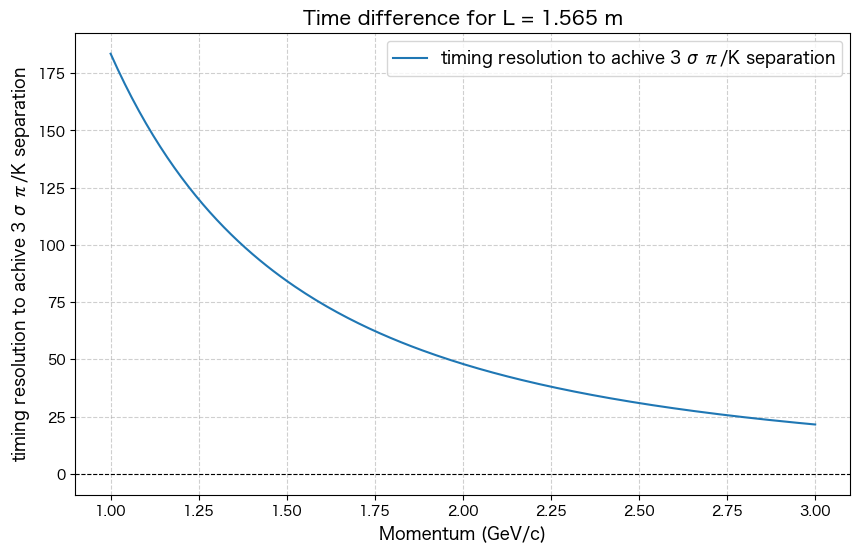 Time difference for L = 1.565 m
timing resolution to achive 3 σ π/K separation
timing resolution to achive 3 σ π/K separation
175
150
125
100
75
50
25
0
1.00 1.25 1.50 1.75 2.00 2.25 2.50 2.75 3.00
Momentum (GeV/c)